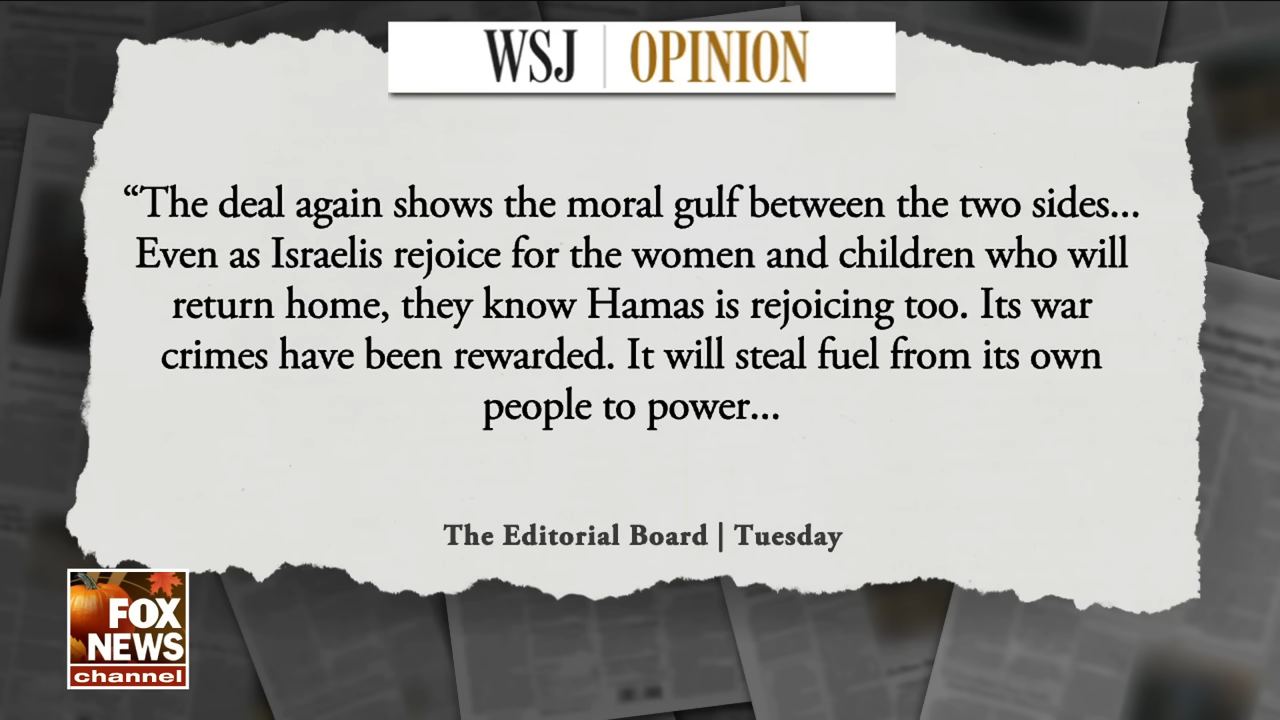 WSJ | OPINION
“The deal again shows the moral gulf between the two sides...
Even as Israelis rejoice for the women and children who will
return home, they know Hamas is rejoicing too. Its war
crimes have been rewarded. It will steal fuel from its own
people to power...
The Editorial Board | Tuesday
FOX
NEWS
channel